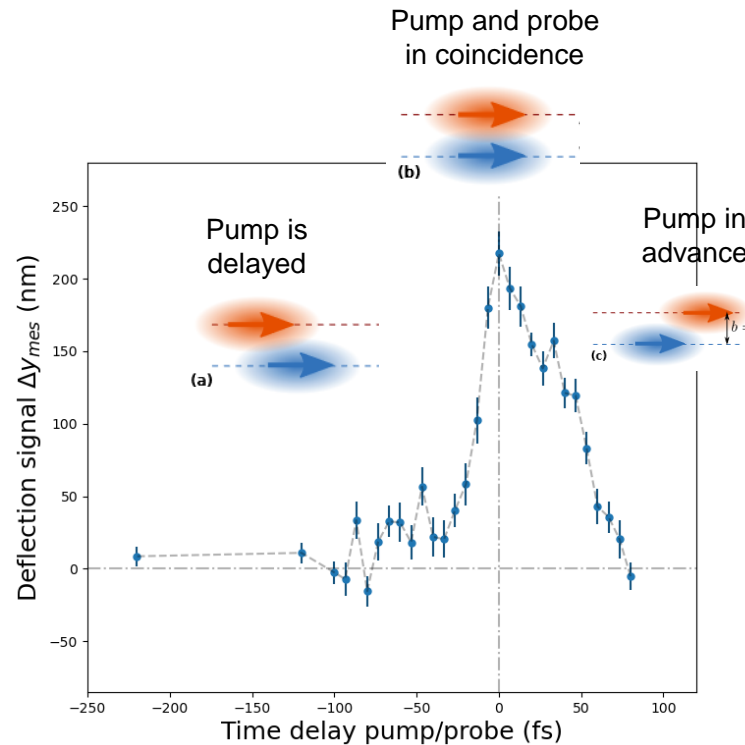 Pump and probe
in coincidence
(b)
Pump is
delayed
(a)
Pump in
advance
b =
(c)
Deflection signal Δy_mes (nm)
250
200
150
100
50
0
−50
−250
−200
−150
−100
−50
0
50
100
Time delay pump/probe (fs)